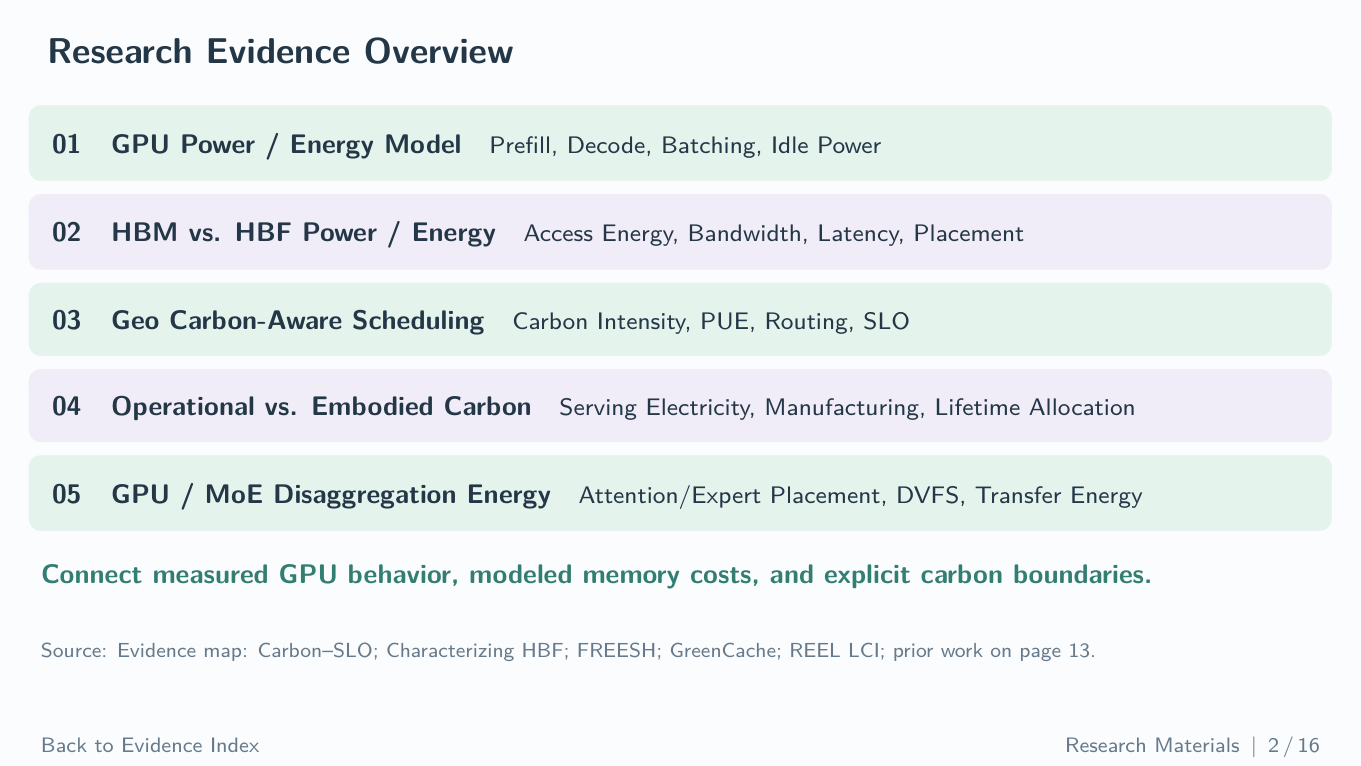 Research Evidence Overview
01 GPU Power / Energy Model Prefill, Decode, Batching, Idle Power
02 HBM vs. HBF Power / Energy Access Energy, Bandwidth, Latency, Placement
03 Geo Carbon-Aware Scheduling Carbon Intensity, PUE, Routing, SLO
04 Operational vs. Embodied Carbon Serving Electricity, Manufacturing, Lifetime Allocation
05 GPU / MoE Disaggregation Energy Attention/Expert Placement, DVFS, Transfer Energy
Connect measured GPU behavior, modeled memory costs, and explicit carbon boundaries.
Source: Evidence map: Carbon–SLO; Characterizing HBF; FREESH; GreenCache; REEL LCI; prior work on page 13.
Back to Evidence Index
Research Materials | 2 / 16